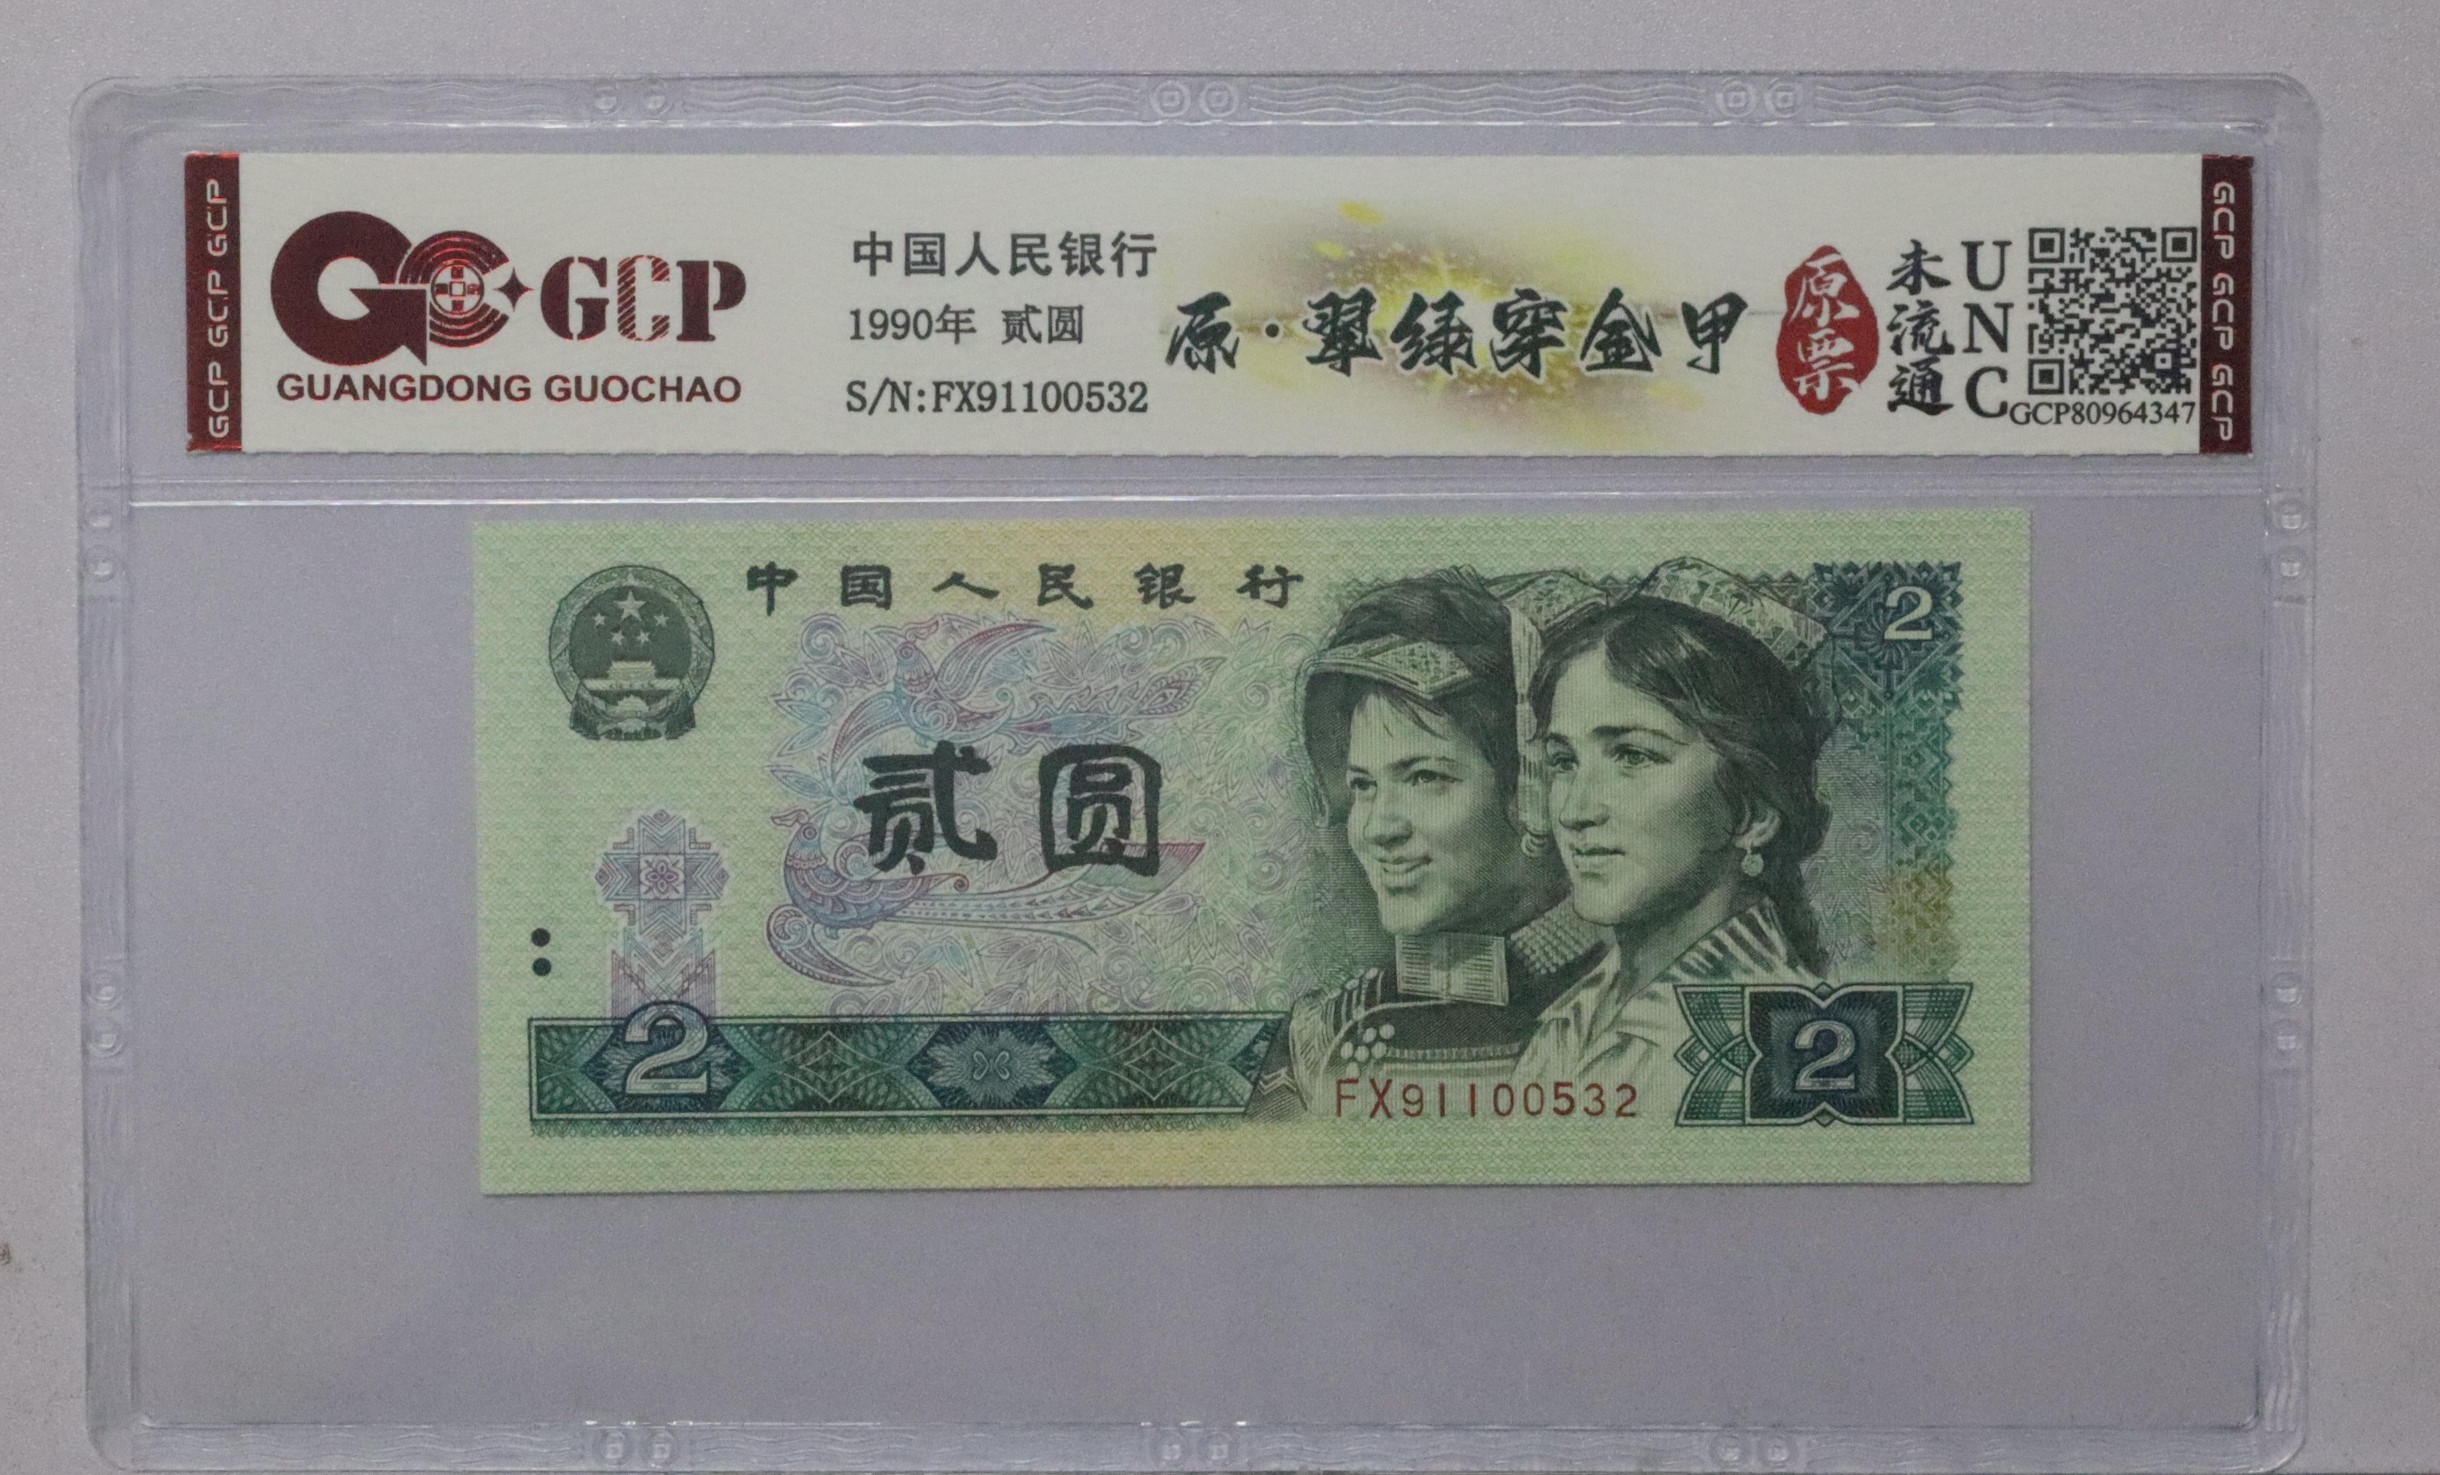 GCP GCP GCP
GCP
GUANGDONG GUOCHAO
中国人民银行
1990年 贰圆
S/N:FX91100532
原·翠绿穿金甲
原票
未流通
UNC
GCP80964347
GCP GCP GCP
中国人民银行
2
贰圆
2
FX91100532
2